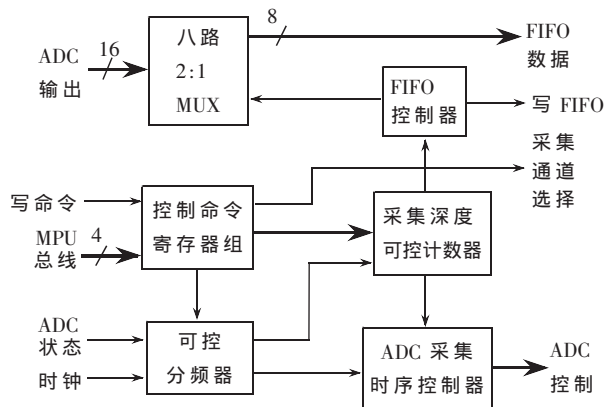 8
16
ADC
输出
八路
2:1
MUX
FIFO
数据
FIFO
控制器
写 FIFO
采集
通道
选择
写命令
MPU
总线
4
控制命令
寄存器组
采集深度
可控计数器
ADC
状态
时钟
可控
分频器
ADC 采集
时序控制器
ADC
控制